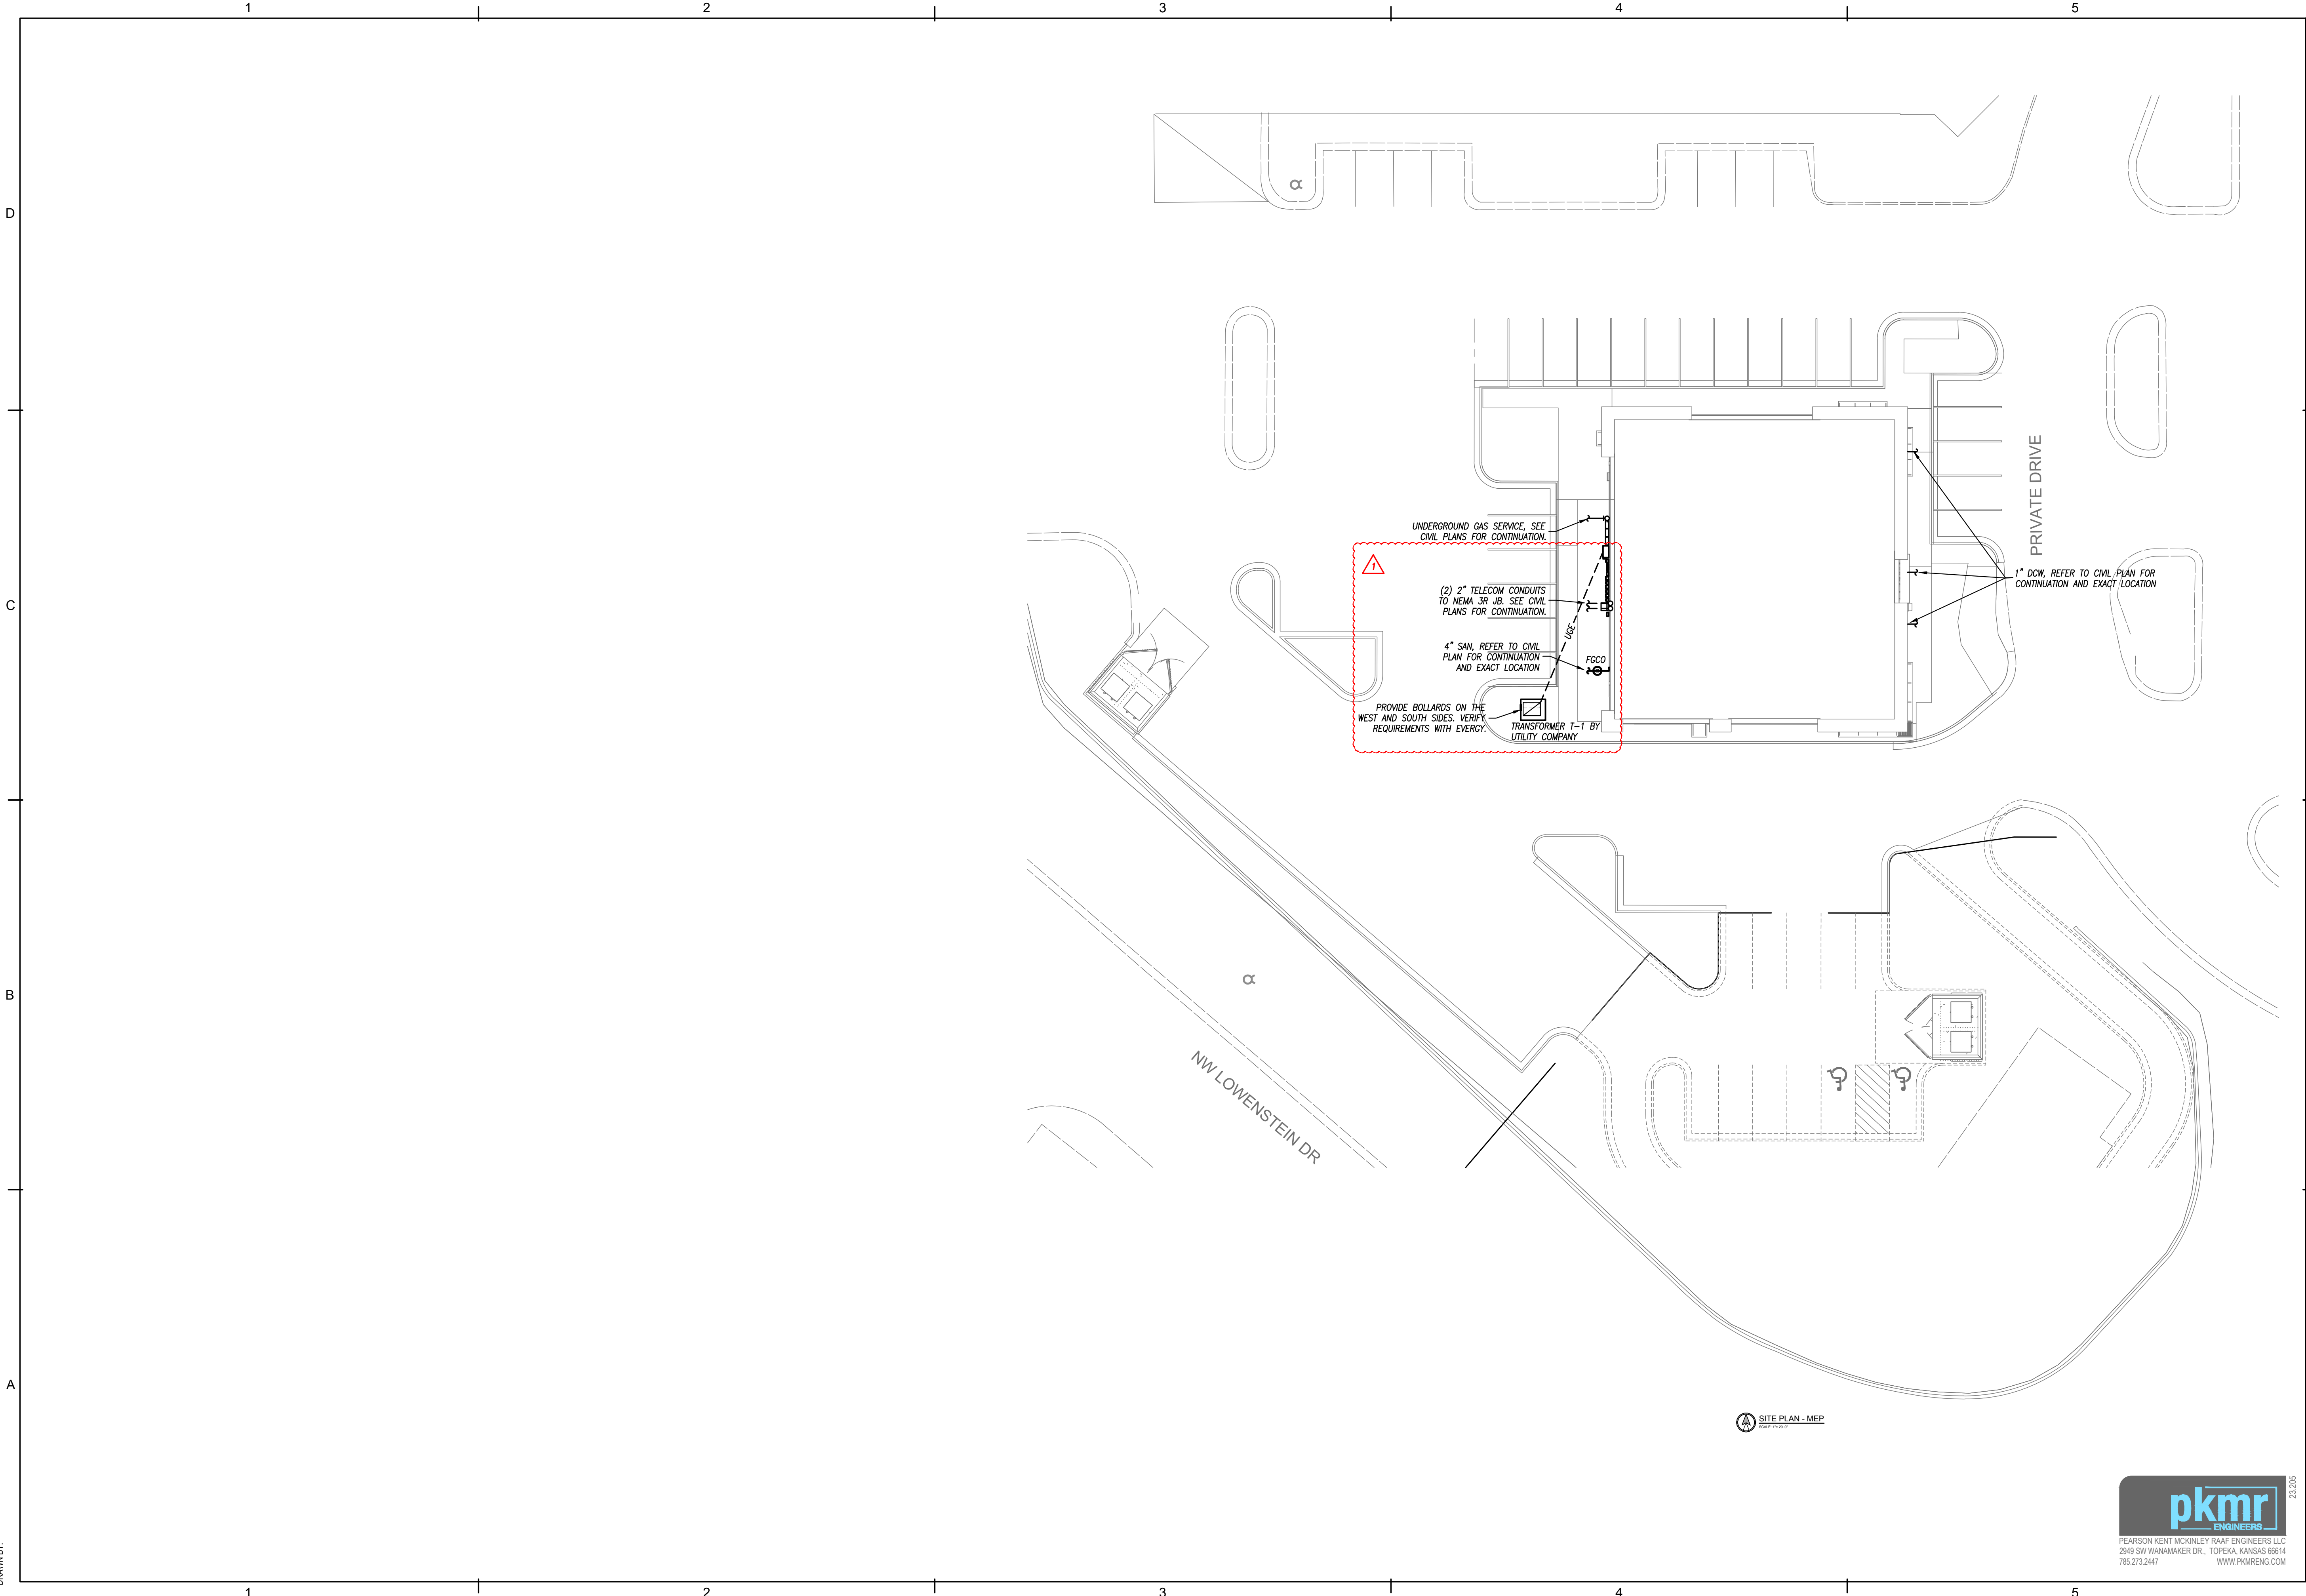 1 2 3 4 5
D
C
B
A
UNDERGROUND GAS SERVICE, SEE
CIVIL PLANS FOR CONTINUATION.
1
(2) 2" TELECOM CONDUITS
TO NEMA 3R JB. SEE CIVIL
PLANS FOR CONTINUATION.
UGE
4" SAN, REFER TO CIVIL
PLAN FOR CONTINUATION
AND EXACT LOCATION
FGCO
PROVIDE BOLLARDS ON THE
WEST AND SOUTH SIDES. VERIFY
REQUIREMENTS WITH EVERGY.
TRANSFORMER T-1 BY
UTILITY COMPANY
PRIVATE DRIVE
1" DCW, REFER TO CIVIL PLAN FOR
CONTINUATION AND EXACT LOCATION
NW LOWENSTEIN DR
SITE PLAN - MEP
SCALE: 1"= 20'-0"
pkmr
ENGINEERS
23.205
PEARSON KENT MCKINLEY RAAF ENGINEERS LLC
2949 SW WANAMAKER DR., TOPEKA, KANSAS 66614
785.273.2447 WWW.PKMRENG.COM
1 2 3 4 5